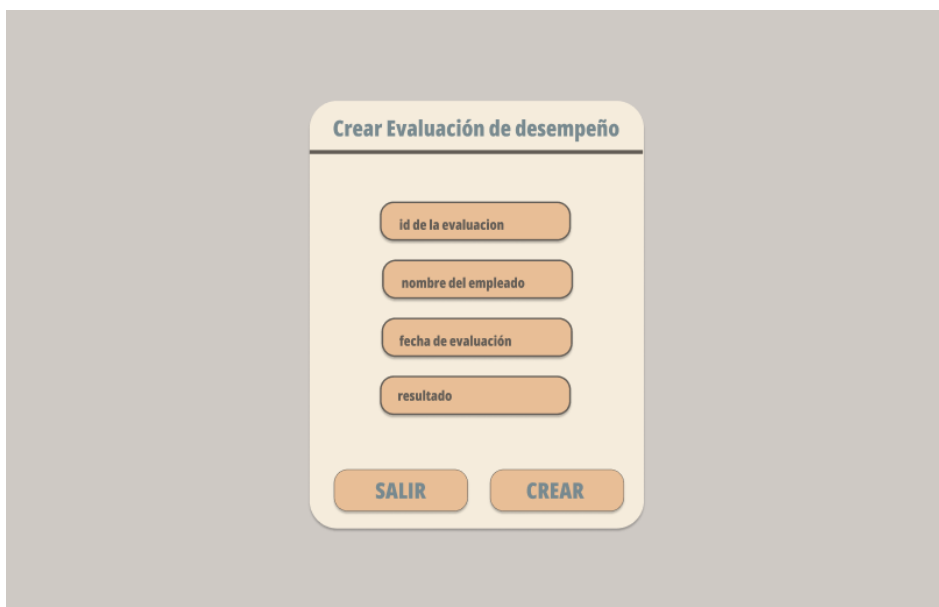 Crear Evaluación de desempeño
id de la evaluacion
nombre del empleado
fecha de evaluación
resultado
SALIR
CREAR